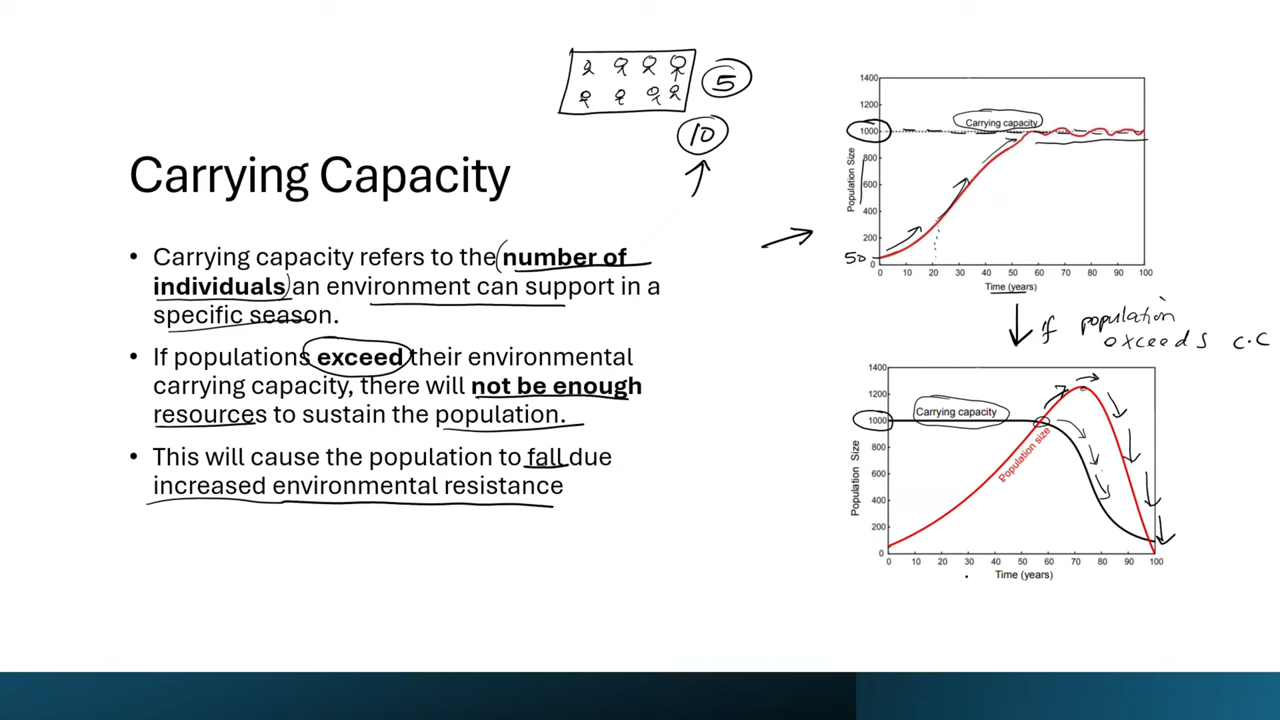 5
10
Carrying Capacity
• Carrying capacity refers to the number of
individuals an environment can support in a
specific season.
• If populations exceed their environmental
carrying capacity, there will not be enough
resources to sustain the population.
• This will cause the population to fall due
increased environmental resistance
1400
1200
Carrying capacity
1000
800
600
400
200
50
0
Population Size
0 10 20 30 40 50 60 70 80 90 100
Time (years)
If population
exceeds c.c
1400
1200
Carrying capacity
1000
800
600
400
200
0
Population Size
Population size
0 10 20 30 40 50 60 70 80 90 100
Time (years)